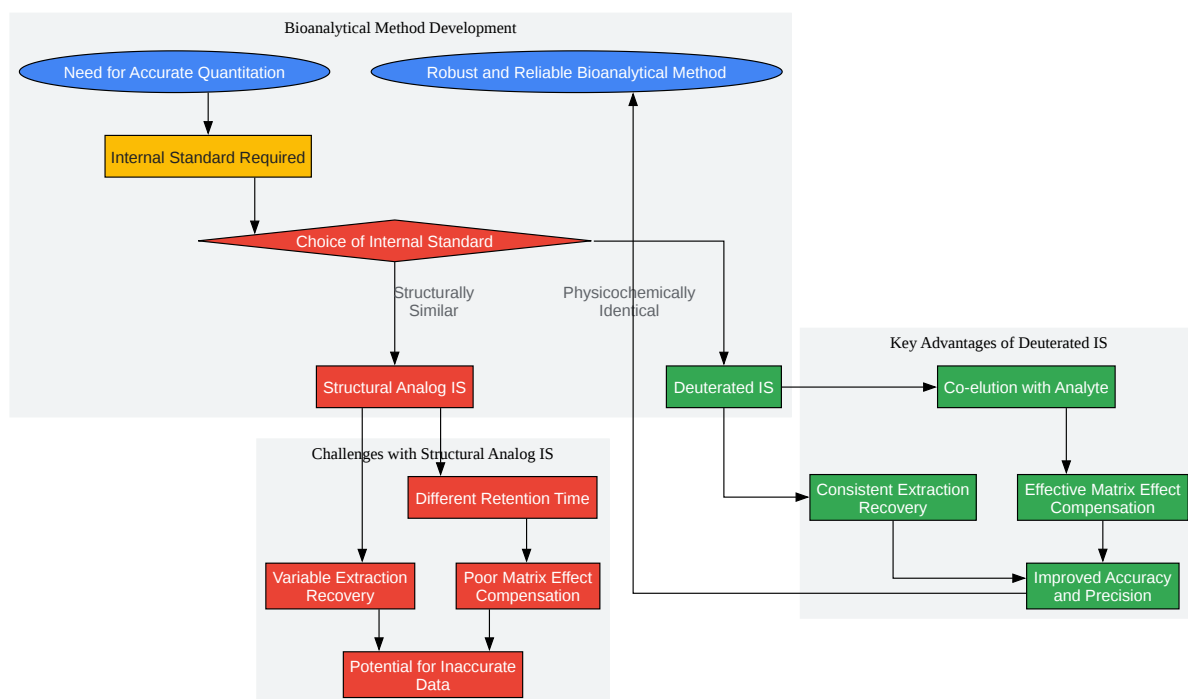 Bioanalytical Method Development
Need for Accurate Quantitation
Robust and Reliable Bioanalytical Method
Internal Standard Required
Choice of Internal Standard
Structurally
Similar
Physicochemically
Identical
Key Advantages of Deuterated IS
Structural Analog IS
Deuterated IS
Co-elution with Analyte
Challenges with Structural Analog IS
Different Retention Time
Consistent Extraction
Recovery
Effective Matrix Effect
Compensation
Variable Extraction
Recovery
Poor Matrix Effect
Compensation
Improved Accuracy
and Precision
Potential for Inaccurate
Data